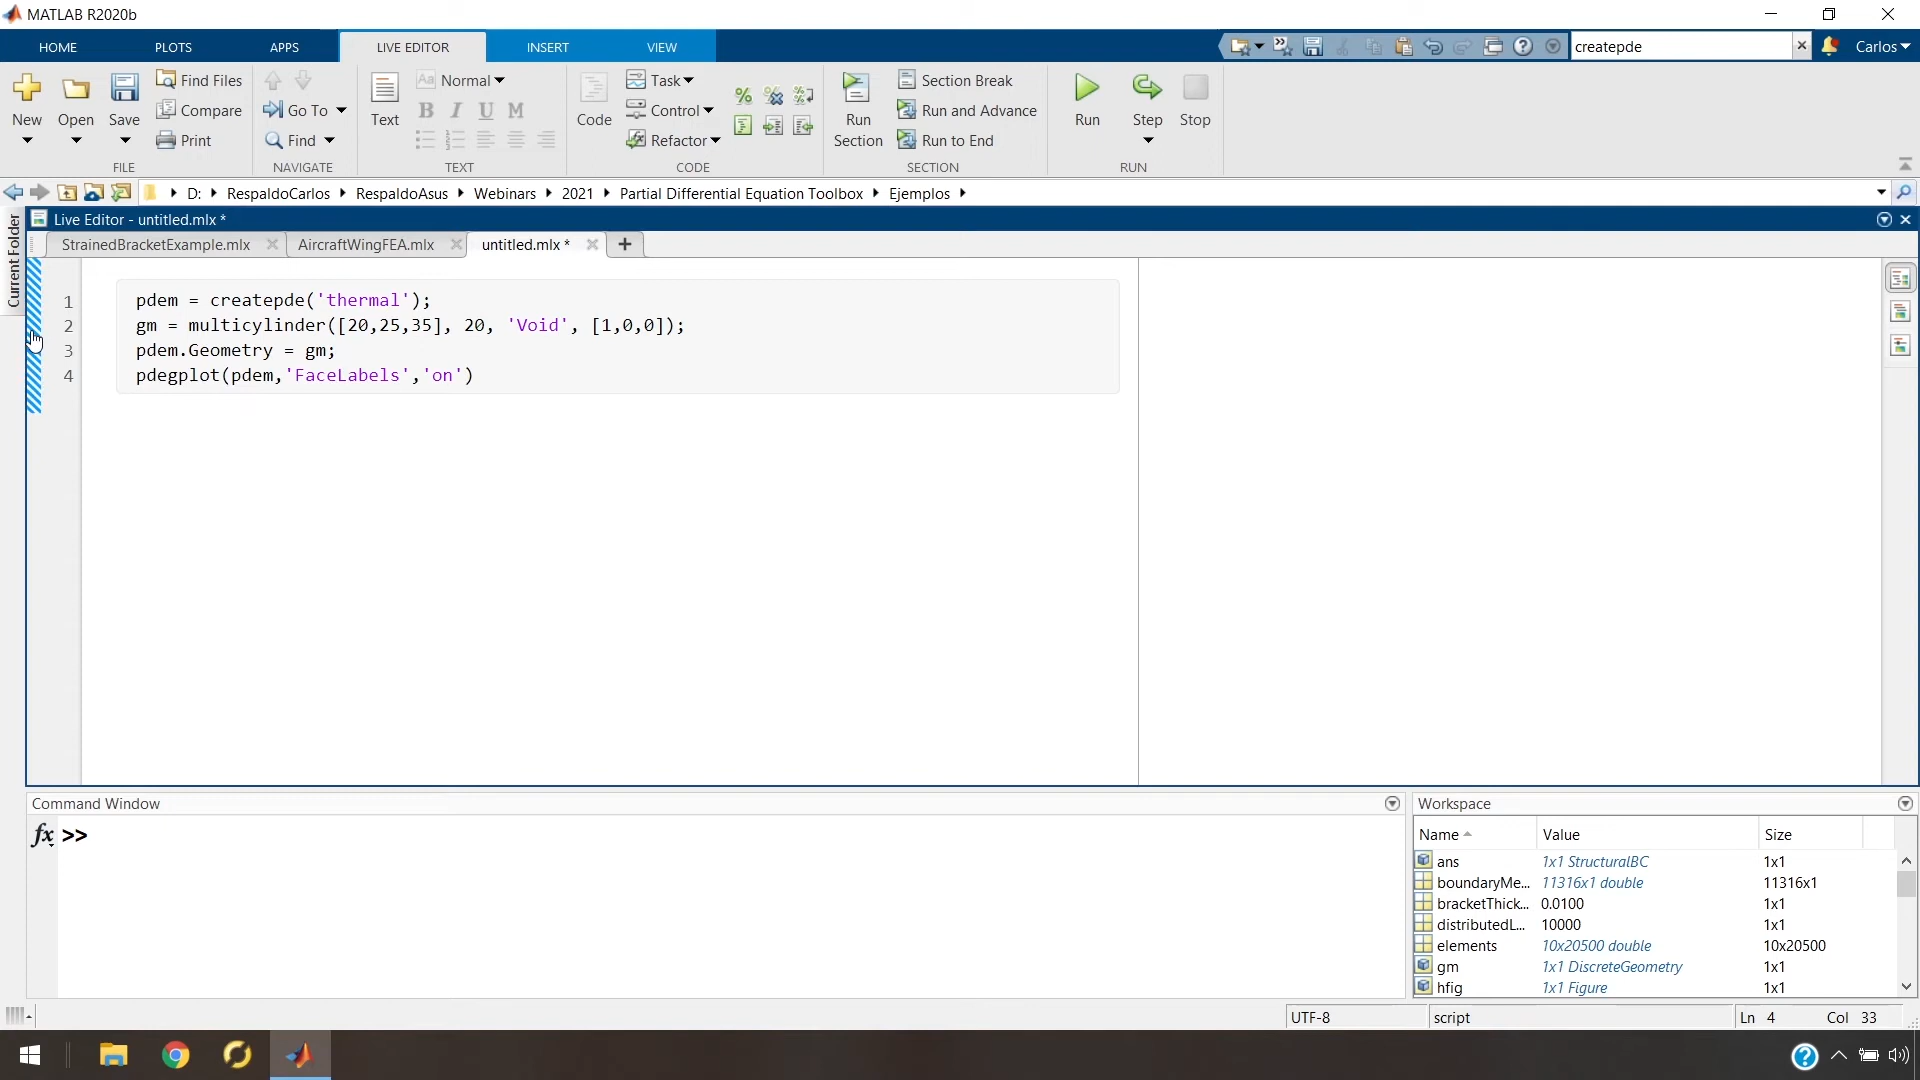 MATLAB R2020b
HOME PLOTS APPS LIVE EDITOR INSERT VIEW createpde Carlos
New Open Save Find Files Compare Print
FILE
Go To Find
NAVIGATE
Text Aa Normal B I U M
TEXT
Code Task Control Refactor
CODE
Run Section Section Break Run and Advance Run to End
SECTION
Run Step Stop
RUN
D: RespaldoCarlos RespaldoAsus Webinars 2021 Partial Differential Equation Toolbox Ejemplos
Current Folder
Live Editor - untitled.mlx *
StrainedBracketExample.mlx AircraftWingFEA.mlx untitled.mlx *
1 pdem = createpde('thermal');
2 gm = multicylinder([20,25,35], 20, 'Void', [1,0,0]);
3 pdem.Geometry = gm;
4 pdegplot(pdem,'FaceLabels','on')
Command Window
fx >>
Workspace
Name Value Size
ans 1x1 StructuralBC 1x1
boundaryMe... 11316x1 double 11316x1
bracketThick... 0.0100 1x1
distributedL... 10000 1x1
elements 10x20500 double 10x20500
gm 1x1 DiscreteGeometry 1x1
hfig 1x1 Figure 1x1
UTF-8 script Ln 4 Col 33